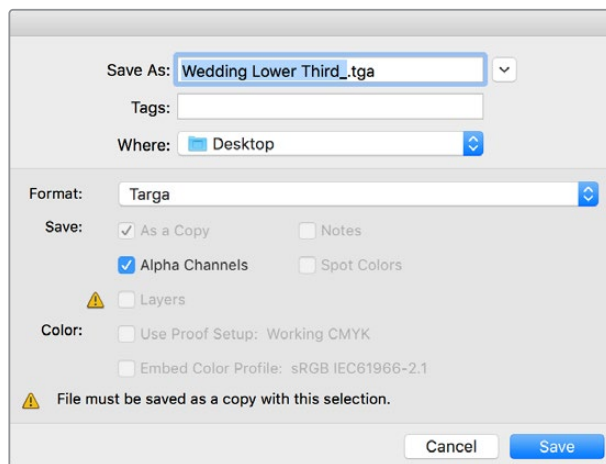 Save As: Wedding Lower Third_.tga
Tags:
Where: Desktop
Format: Targa
Save: As a Copy Notes
Alpha Channels Spot Colors
Layers
Color: Use Proof Setup: Working CMYK
Embed Color Profile: sRGB IEC61966-2.1
File must be saved as a copy with this selection.
Cancel Save